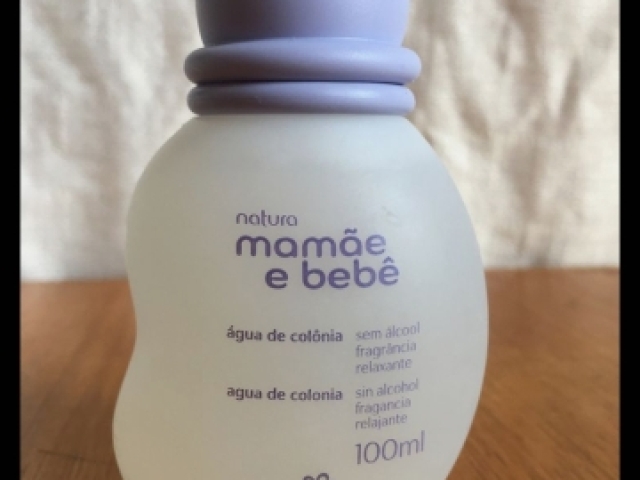 natura
mamãe
e bebê
água de colônia sem álcool
fragrância
relaxante
agua de colonia sin alcohol
fragancia
relajante
100ml